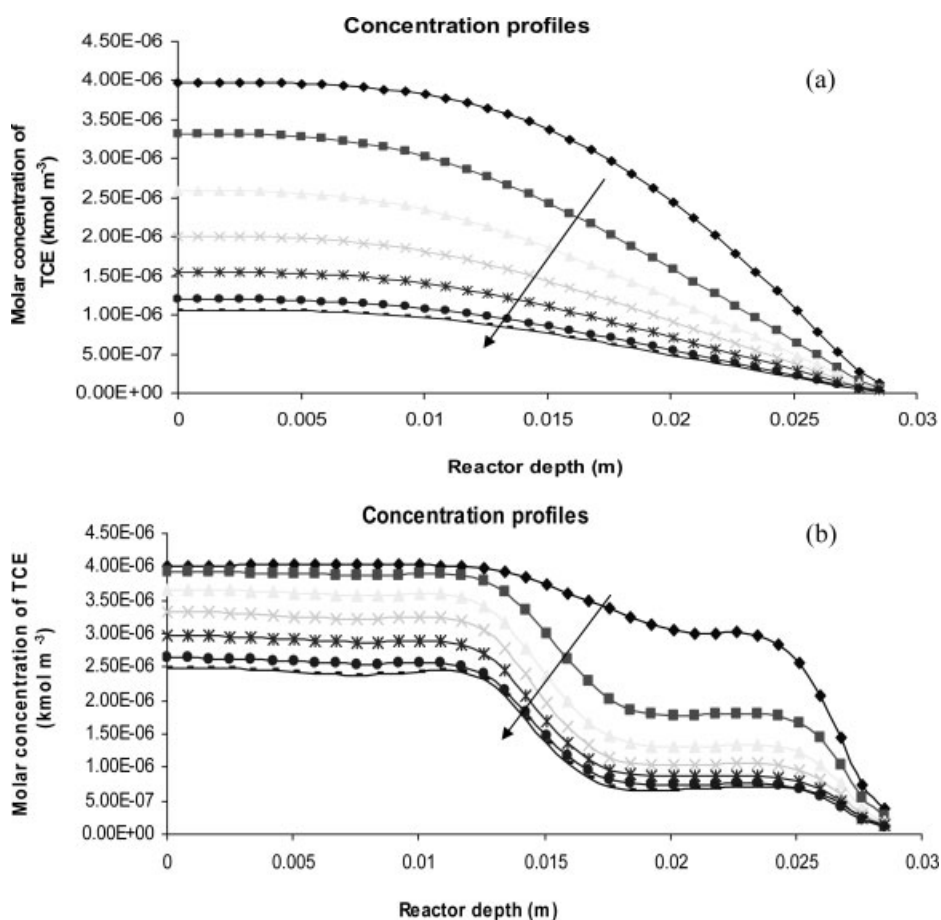 Concentration profiles
(a)
Molar concentration of
TCE (kmol m⁻³)
4.50E-06
4.00E-06
3.50E-06
3.00E-06
2.50E-06
2.00E-06
1.50E-06
1.00E-06
5.00E-07
0.00E+00
0 0.005 0.01 0.015 0.02 0.025 0.03
Reactor depth (m)
Concentration profiles
(b)
Molar concentration of TCE
(kmol m⁻³)
4.50E-06
4.00E-06
3.50E-06
3.00E-06
2.50E-06
2.00E-06
1.50E-06
1.00E-06
5.00E-07
0.00E+00
0 0.005 0.01 0.015 0.02 0.025 0.03
Reactor depth (m)